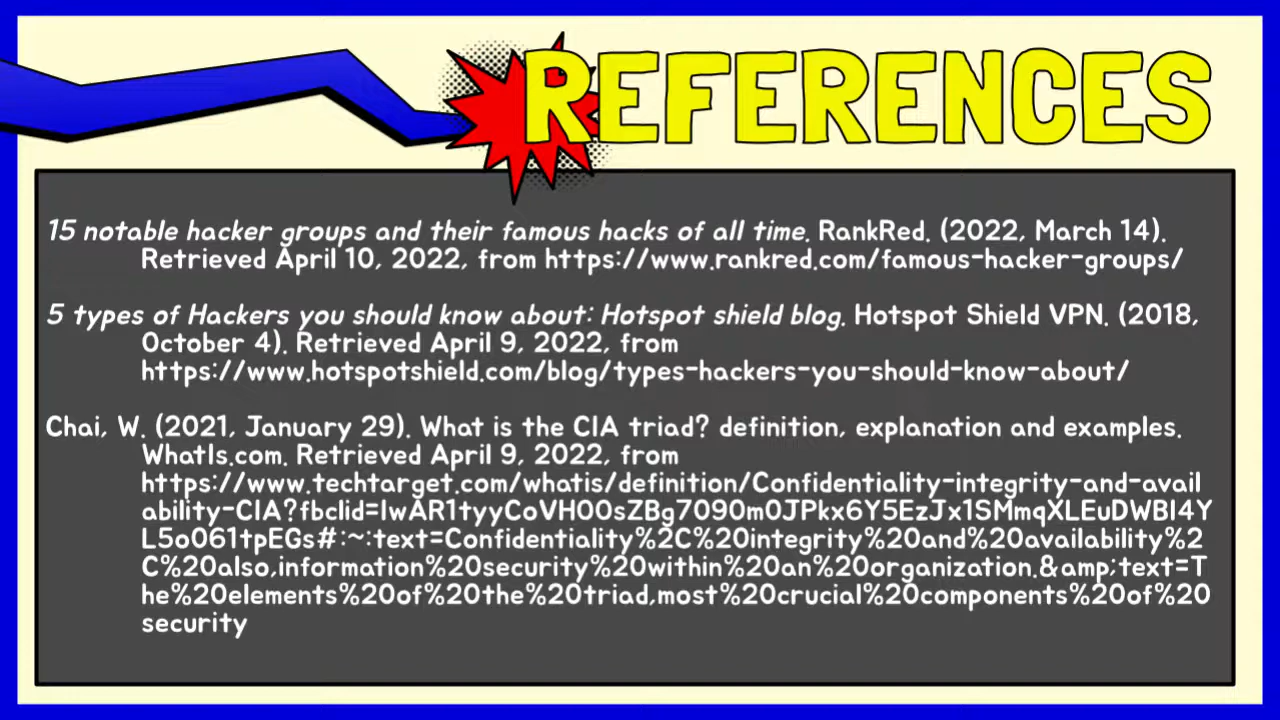 REFERENCES
15 notable hacker groups and their famous hacks of all time. RankRed. (2022, March 14).
Retrieved April 10, 2022, from https://www.rankred.com/famous-hacker-groups/
5 types of Hackers you should know about: Hotspot shield blog. Hotspot Shield VPN. (2018,
October 4). Retrieved April 9, 2022, from
https://www.hotspotshield.com/blog/types-hackers-you-should-know-about/
Chai, W. (2021, January 29). What is the CIA triad? definition, explanation and examples.
WhatIs.com. Retrieved April 9, 2022, from
https://www.techtarget.com/whatis/definition/Confidentiality-integrity-and-avail
ability-CIA?fbclid=IwAR1tyyCoVH0OsZBg7090m0JPkx6Y5EzJx1SMmqXLEuDWBI4Y
L5o061tpEGs#:~:text=Confidentiality%2C%20integrity%20and%20availability%2
C%20also,information%20security%20within%20an%20organization.&amp;text=T
he%20elements%20of%20the%20triad,most%20crucial%20components%20of%20
security